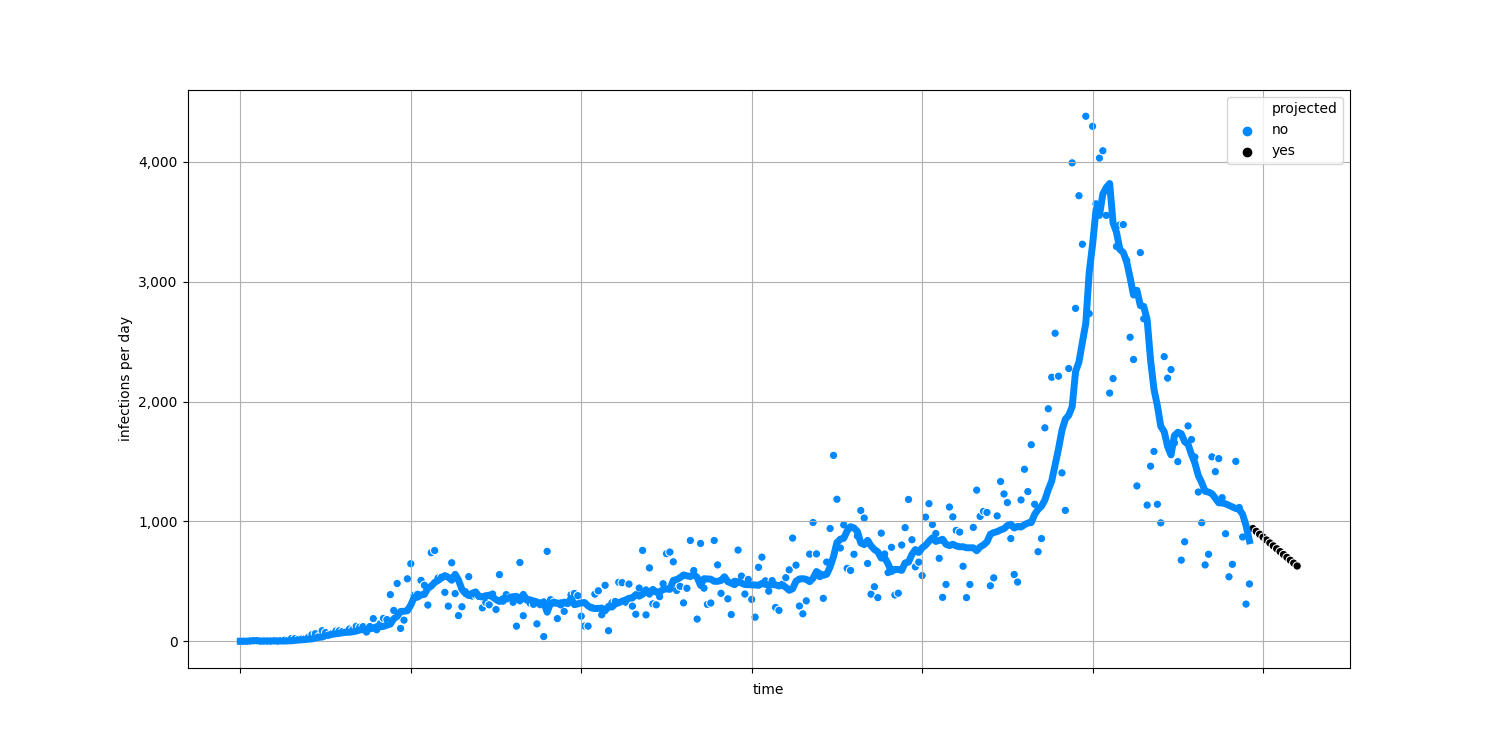 projected
no
yes
4,000
3,000
2,000
1,000
0
infections per day
time